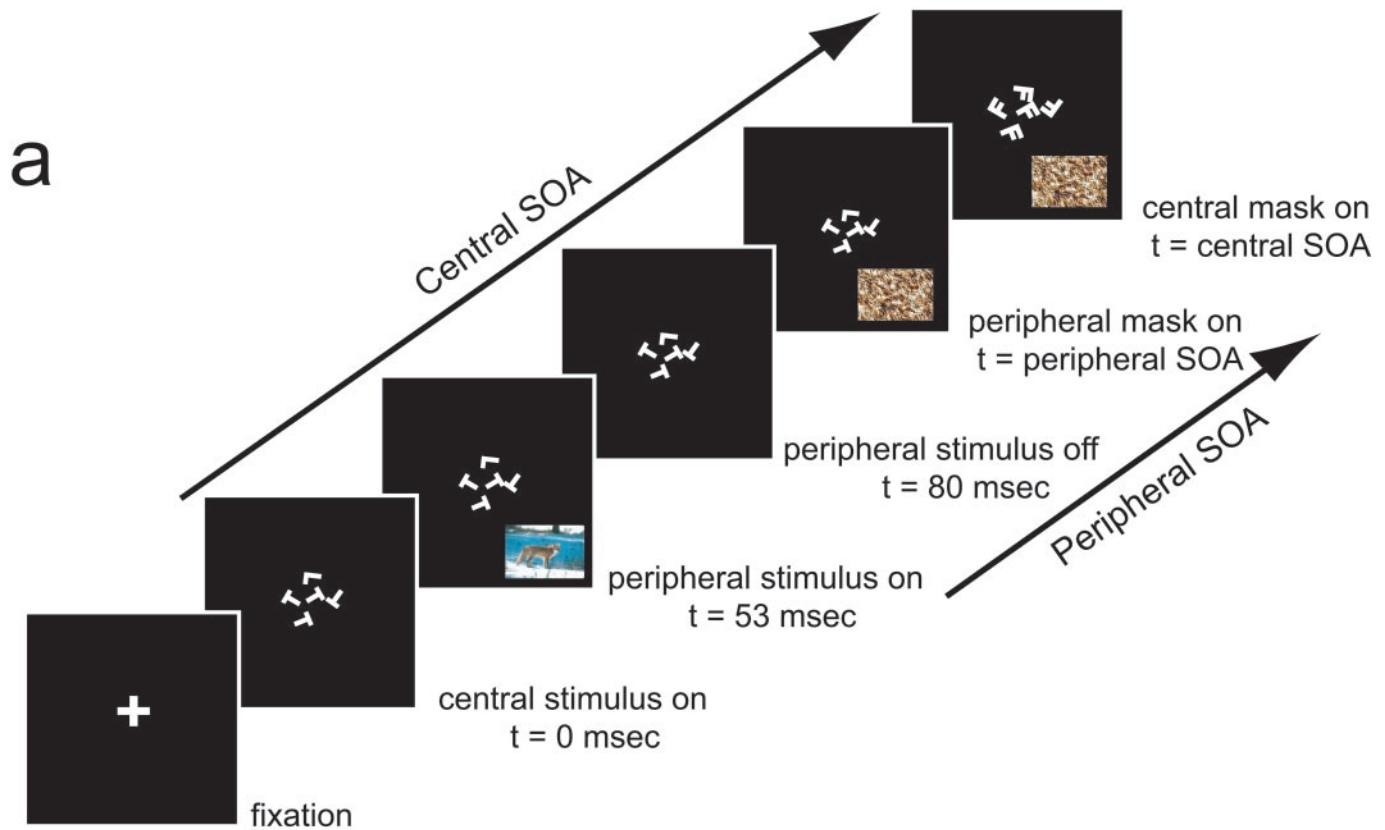 a
Central SOA
central mask on
t = central SOA
peripheral mask on
t = peripheral SOA
peripheral stimulus off
t = 80 msec
Peripheral SOA
peripheral stimulus on
t = 53 msec
central stimulus on
t = 0 msec
fixation